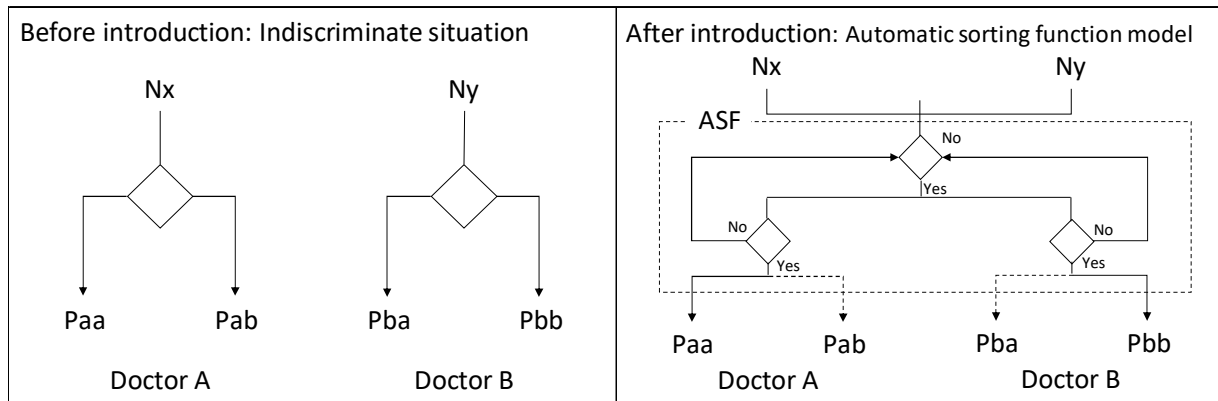 Before introduction: Indiscriminate situation
Nx Ny
Paa Pab Pba Pbb
Doctor A Doctor B
After introduction: Automatic sorting function model
Nx Ny
ASF
No
Yes
No No
Yes Yes
Paa Pab Pba Pbb
Doctor A Doctor B